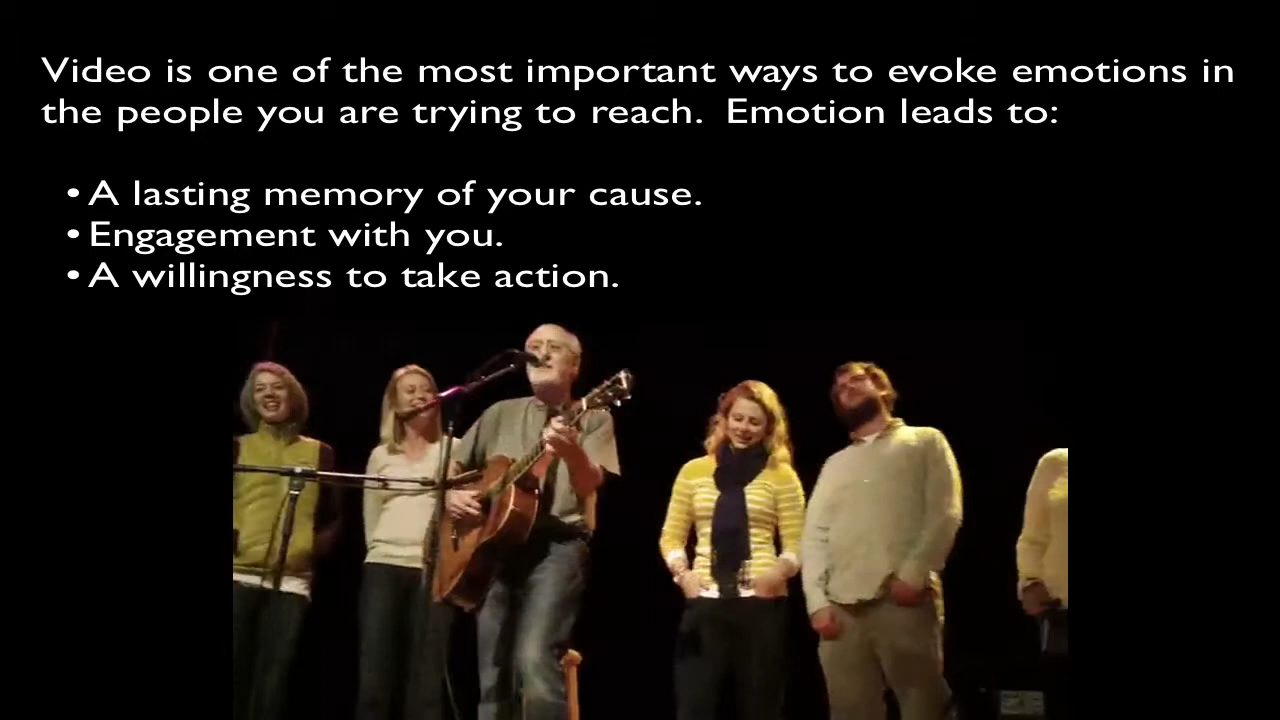 Video is one of the most important ways to evoke emotions in
the people you are trying to reach.  Emotion leads to:
• A lasting memory of your cause.
• Engagement with you.
• A willingness to take action.